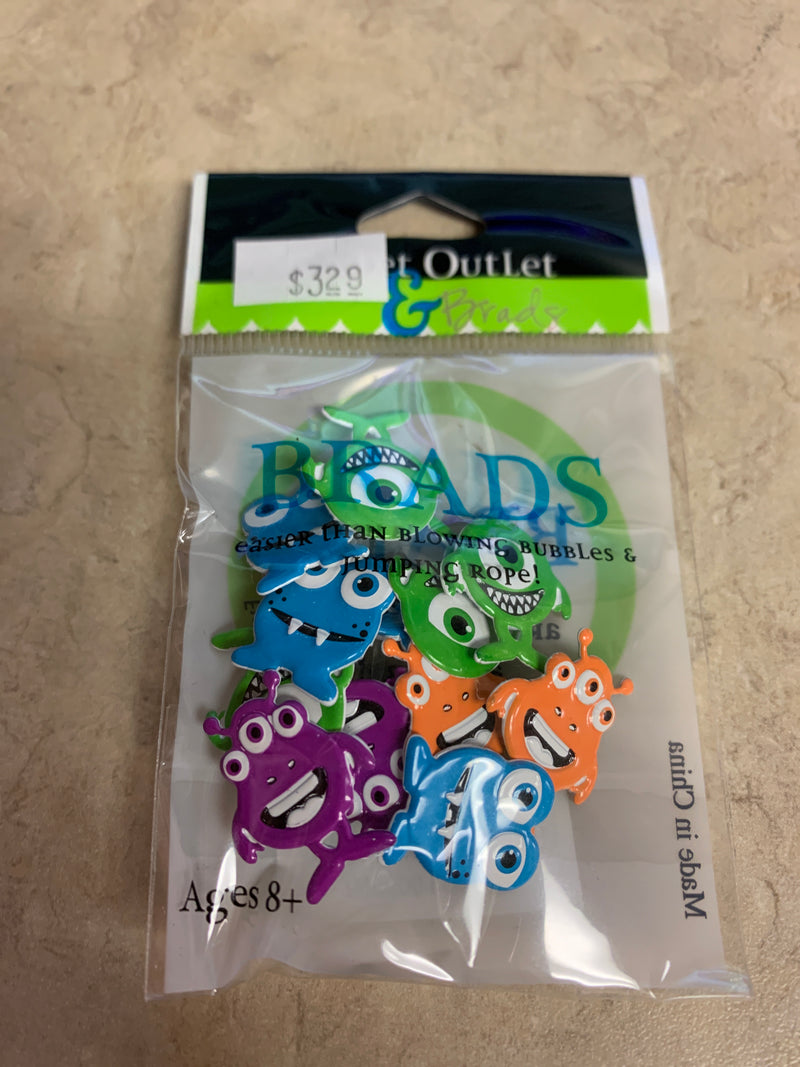 $3.29
et Outlet
& Brads
BRADS
easier than blowing bubbles &
jumping rope!
Ages 8+
Made in China